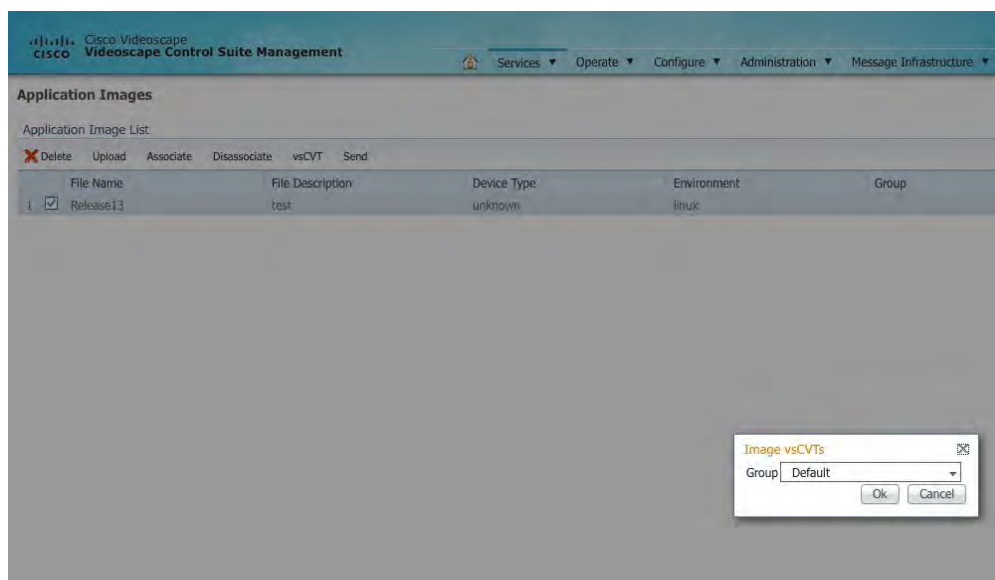 Cisco Videoscape
CISCO Videoscape Control Suite Management
Services Operate Configure Administration Message Infrastructure
Application Images
Application Image List
Delete Upload Associate Disassociate vsCVT Send
File Name File Description Device Type Environment Group
1 Release13 test unknown linux
Image vsCVTs
Group Default
Ok Cancel